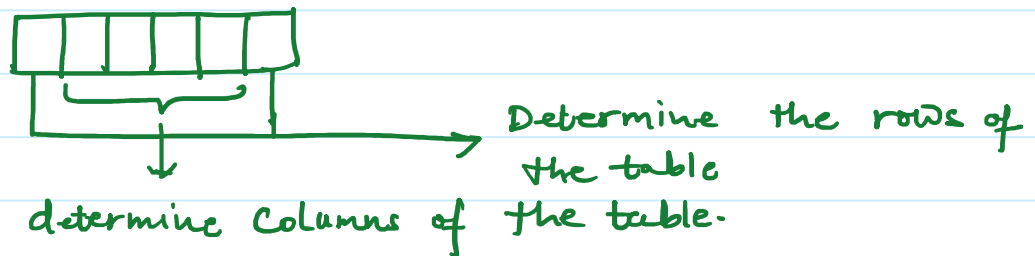 Determine the rows of
the table
determine Columns of the table.